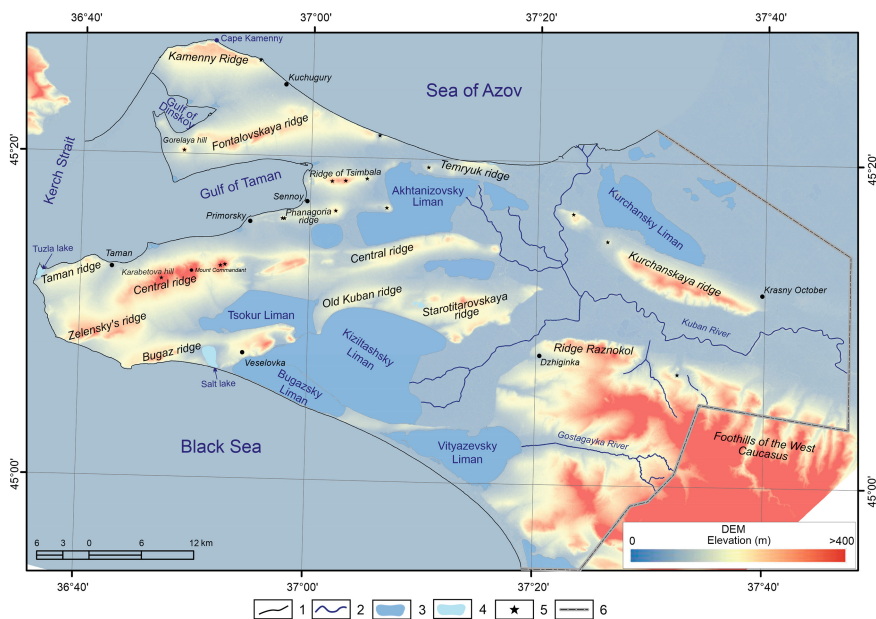 36°40'
37°00'
37°20'
37°40'
Cape Kamenny
Kamenny Ridge
Kuchugury
Sea of Azov
Gulf of
Dinskoy
Fontalovskaya ridge
Gorelaya hill
45°20'
45°20'
Kerch Strait
Temryuk ridge
Ridge of Tsimbala
Gulf of Taman
Akhtanizovsky
Liman
Kurchansky Liman
Sennoy
Primorsky
Phanagoria
ridge
Tuzla lake
Taman
Central ridge
Taman ridge
Karabetova hill
Mount Commandant
Central ridge
Kurchanskaya ridge
Krasny October
Old Kuban ridge
Starotitarovskaya
ridge
Tsokur Liman
Zelensky's ridge
Kuban River
Kiziltashsky
Liman
Bugaz ridge
Veselovka
Ridge Raznokol
Dzhiginka
Salt lake
Bugazsky
Liman
Black Sea
Vityazevsky
Liman
Gostagayka River
Foothills of the West
Caucasus
45°00'
45°00'
DEM
Elevation (m)
0
>400
6 3 0 6 12 km
36°40'
37°00'
37°20'
37°40'
1 2 3 4 5 6